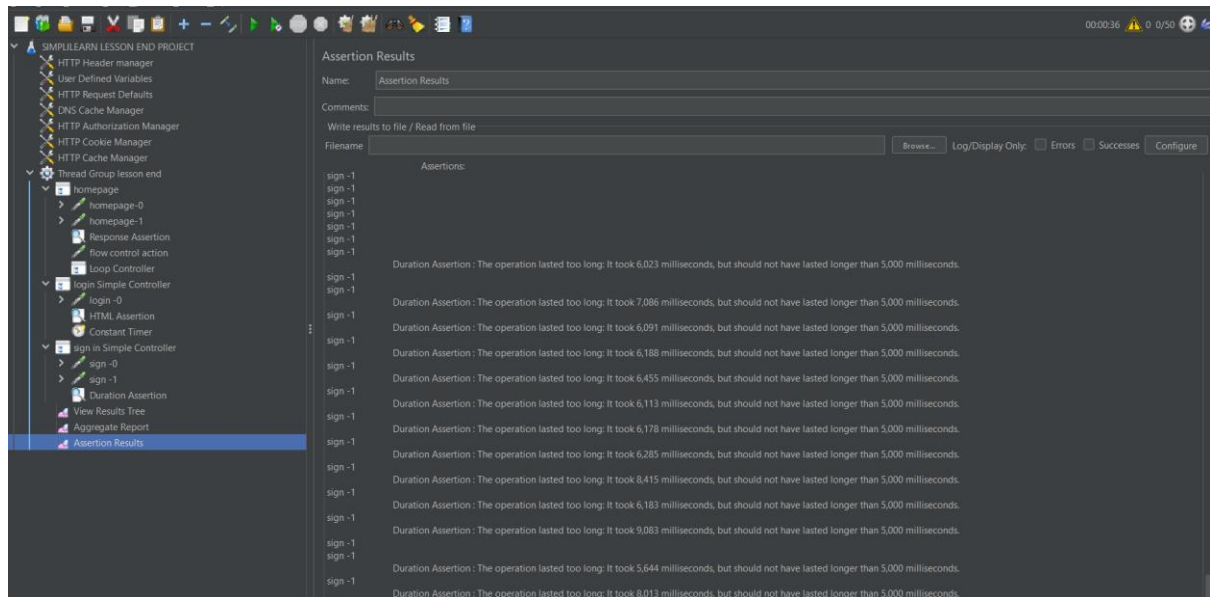 00:00:36 0 0/50
SIMPLILEARN LESSON END PROJECT
HTTP Header manager
User Defined Variables
HTTP Request Defaults
DNS Cache Manager
HTTP Authorization Manager
HTTP Cookie Manager
HTTP Cache Manager
Thread Group lesson end
homepage
homepage-0
homepage-1
Response Assertion
flow control action
Loop Controller
login Simple Controller
login -0
HTML Assertion
Constant Timer
sign in Simple Controller
sign -0
sign -1
Duration Assertion
View Results Tree
Aggregate Report
Assertion Results
Assertion Results
Name: Assertion Results
Comments:
Write results to file / Read from file
Filename Browse... Log/Display Only: Errors Successes Configure
Assertions:
sign -1
sign -1
sign -1
sign -1
sign -1
sign -1
sign -1
Duration Assertion : The operation lasted too long: It took 6,023 milliseconds, but should not have lasted longer than 5,000 milliseconds.
sign -1
sign -1
Duration Assertion : The operation lasted too long: It took 7,086 milliseconds, but should not have lasted longer than 5,000 milliseconds.
sign -1
Duration Assertion : The operation lasted too long: It took 6,091 milliseconds, but should not have lasted longer than 5,000 milliseconds.
sign -1
Duration Assertion : The operation lasted too long: It took 6,188 milliseconds, but should not have lasted longer than 5,000 milliseconds.
sign -1
Duration Assertion : The operation lasted too long: It took 6,455 milliseconds, but should not have lasted longer than 5,000 milliseconds.
sign -1
Duration Assertion : The operation lasted too long: It took 6,113 milliseconds, but should not have lasted longer than 5,000 milliseconds.
sign -1
Duration Assertion : The operation lasted too long: It took 6,178 milliseconds, but should not have lasted longer than 5,000 milliseconds.
sign -1
Duration Assertion : The operation lasted too long: It took 6,285 milliseconds, but should not have lasted longer than 5,000 milliseconds.
sign -1
Duration Assertion : The operation lasted too long: It took 8,415 milliseconds, but should not have lasted longer than 5,000 milliseconds.
sign -1
Duration Assertion : The operation lasted too long: It took 6,183 milliseconds, but should not have lasted longer than 5,000 milliseconds.
sign -1
Duration Assertion : The operation lasted too long: It took 9,083 milliseconds, but should not have lasted longer than 5,000 milliseconds.
sign -1
sign -1
Duration Assertion : The operation lasted too long: It took 5,644 milliseconds, but should not have lasted longer than 5,000 milliseconds.
sign -1
Duration Assertion : The operation lasted too long: It took 8,013 milliseconds, but should not have lasted longer than 5,000 milliseconds.